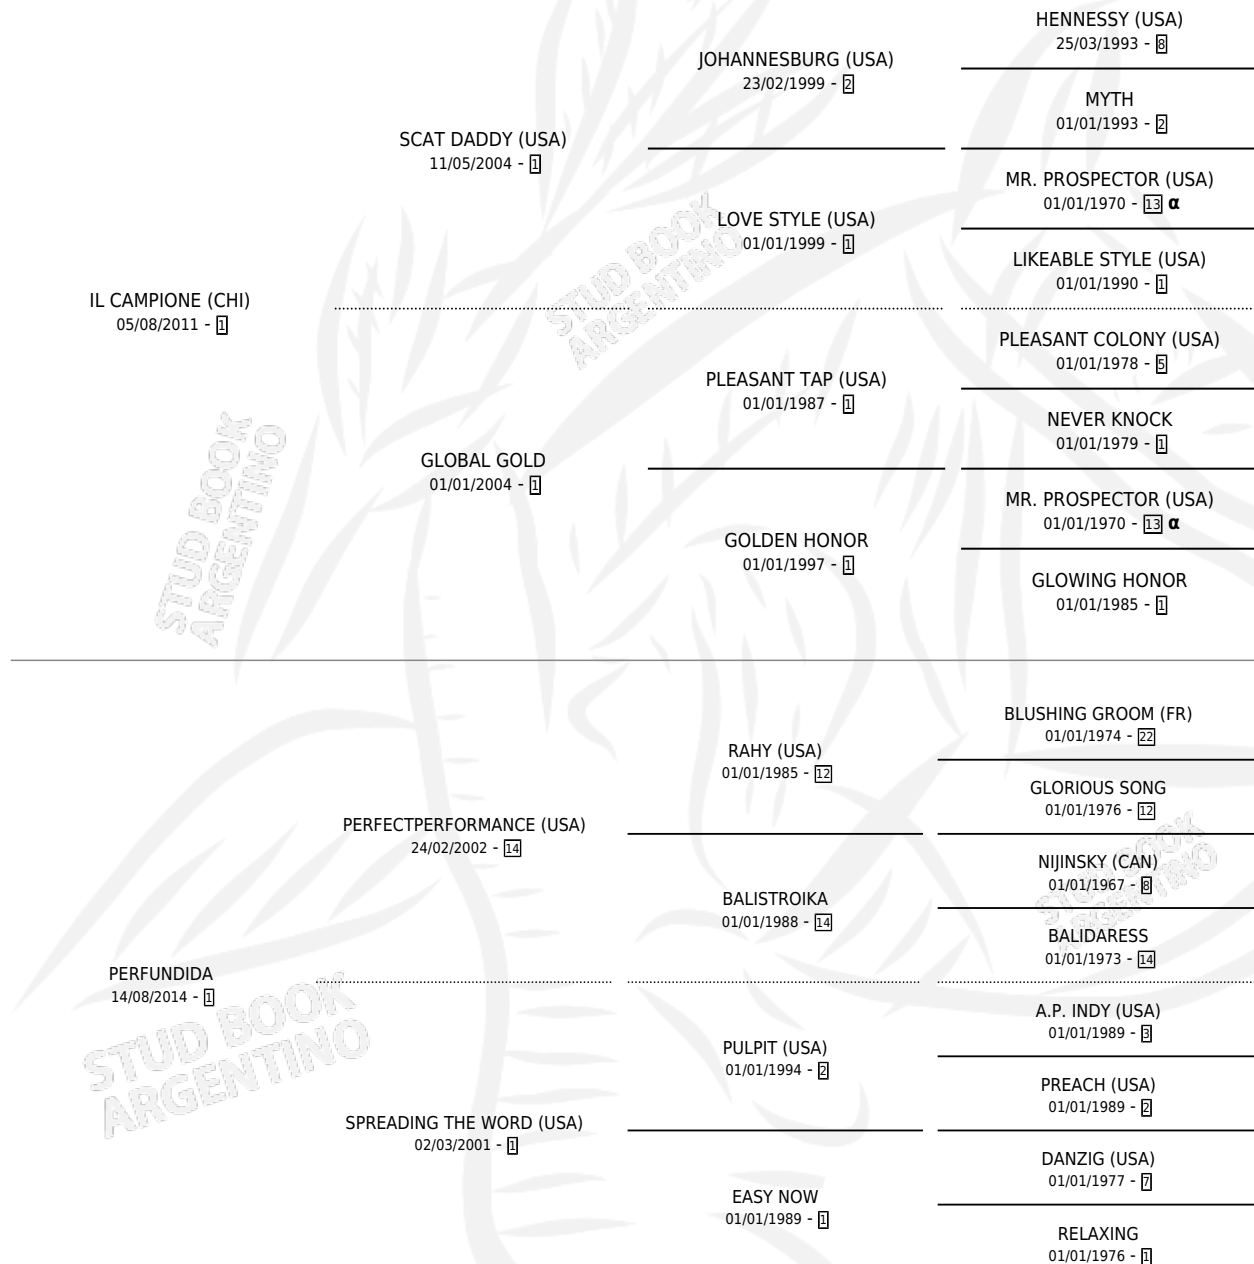 HENNESSY (USA)
25/03/1993 - 8
JOHANNESBURG (USA)
23/02/1999 - 2
MYTH
01/01/1993 - 2
SCAT DADDY (USA)
11/05/2004 - 1
MR. PROSPECTOR (USA)
01/01/1970 - 13 α
LOVE STYLE (USA)
01/01/1999 - 1
LIKEABLE STYLE (USA)
01/01/1990 - 1
IL CAMPIONE (CHI)
05/08/2011 - 1
PLEASANT COLONY (USA)
01/01/1978 - 5
PLEASANT TAP (USA)
01/01/1987 - 1
NEVER KNOCK
01/01/1979 - 1
GLOBAL GOLD
01/01/2004 - 1
MR. PROSPECTOR (USA)
01/01/1970 - 13 α
GOLDEN HONOR
01/01/1997 - 1
GLOWING HONOR
01/01/1985 - 1
BLUSHING GROOM (FR)
01/01/1974 - 22
RAHY (USA)
01/01/1985 - 12
GLORIOUS SONG
01/01/1976 - 12
PERFECTPERFORMANCE (USA)
24/02/2002 - 14
NIJINSKY (CAN)
01/01/1967 - 8
BALISTROIKA
01/01/1988 - 14
BALIDARESS
01/01/1973 - 14
PERFUNDIDA
14/08/2014 - 1
A.P. INDY (USA)
01/01/1989 - 3
PULPIT (USA)
01/01/1994 - 2
PREACH (USA)
01/01/1989 - 2
SPREADING THE WORD (USA)
02/03/2001 - 1
DANZIG (USA)
01/01/1977 - 7
EASY NOW
01/01/1989 - 1
RELAXING
01/01/1976 - 1
STUD BOOK
ARGENTINO
STUD BOOK
ARGENTINO
STUD BOOK
ARGENTINO
STUD BOOK
ARGENTINO